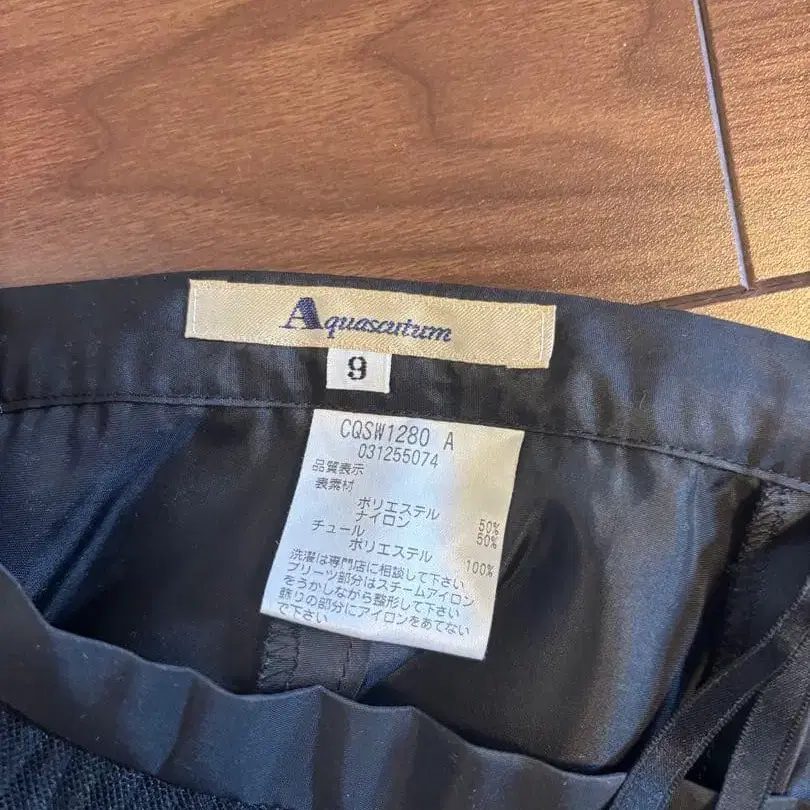 Aquascutum
9
CQSW1280 A
031255074
品質表示
表素材
ポリエステル 50%
ナイロン 50%
チュール
ポリエステル 100%
洗濯は専門店に相談して下さい
プリーツ部分はスチームアイロン
をうかしながら整形して下さい
飾りの部分にアイロンをあてない
で下さい